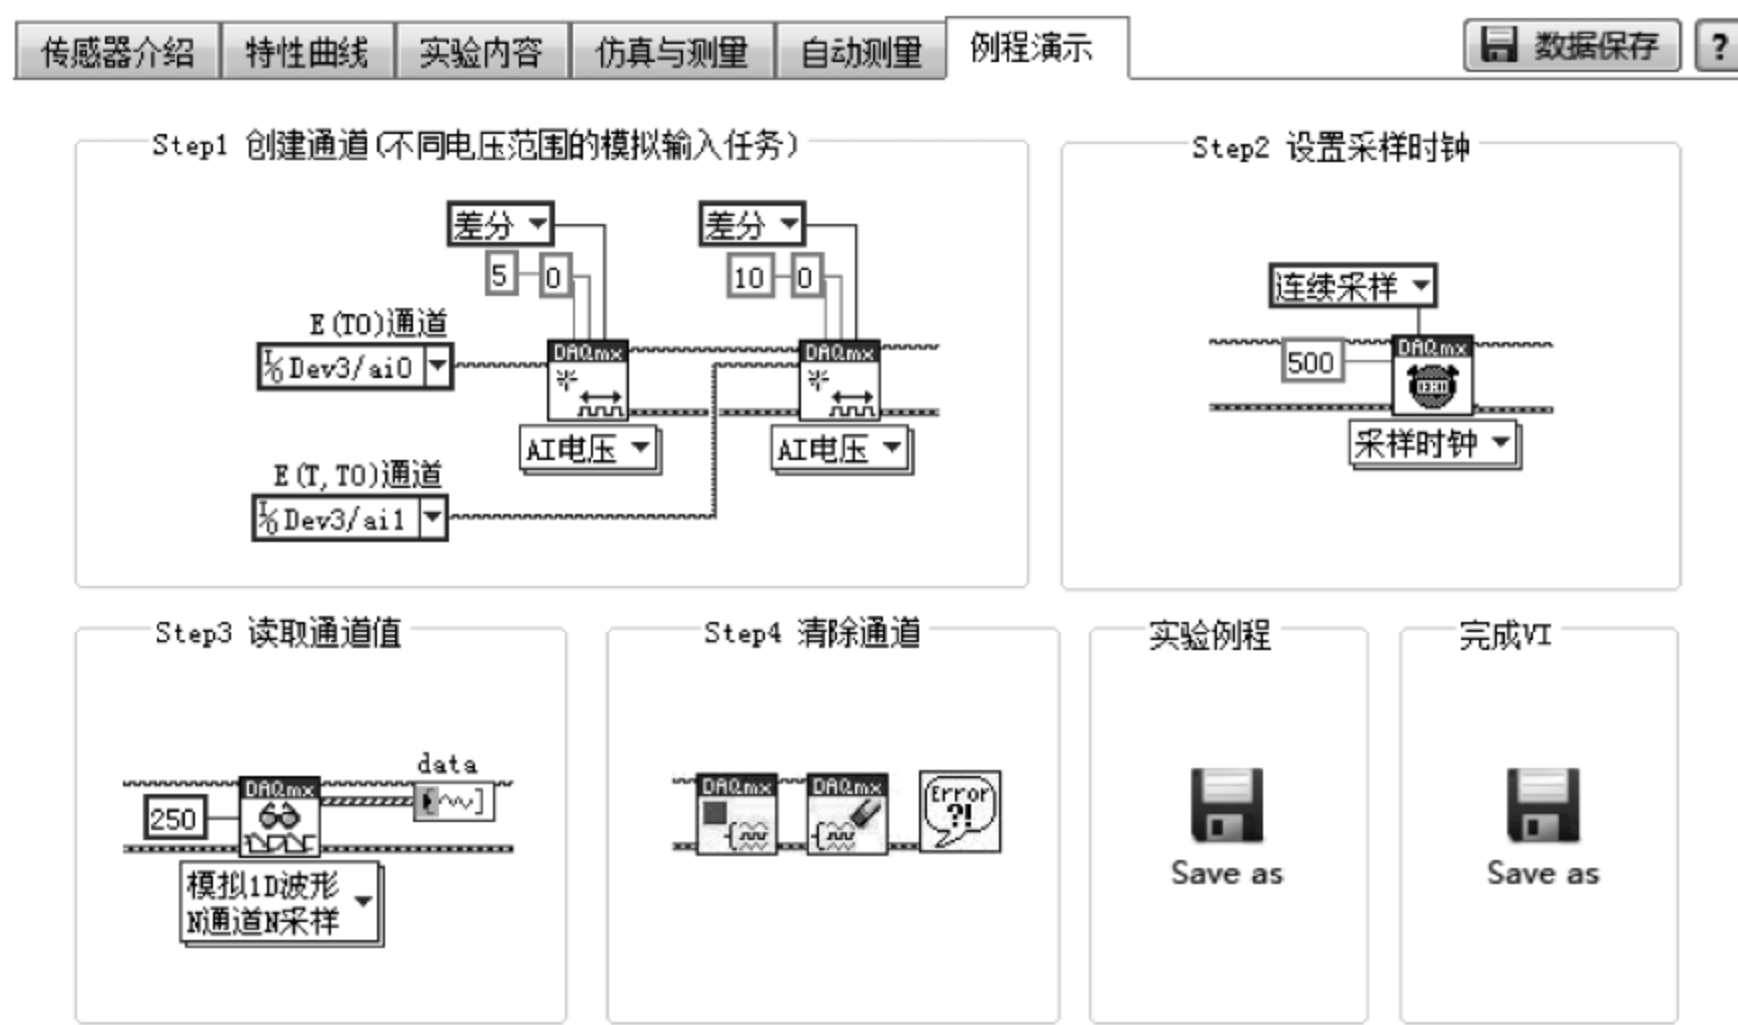 传感器介绍
特性曲线
实验内容
仿真与测量
自动测量
例程演示
数据保存
?
Step1 创建通道(不同电压范围的模拟输入任务)
差分
5
0
差分
10
0
E(T0)通道
Dev3/ai0
DAQmx
DAQmx
AI电压
AI电压
E(T,T0)通道
Dev3/ai1
Step2 设置采样时钟
连续采样
500
DAQmx
采样时钟
Step3 读取通道值
data
DAQmx
250
模拟1D波形
N通道N采样
Step4 清除通道
DAQmx
DAQmx
Error
?!
实验例程
Save as
完成VI
Save as